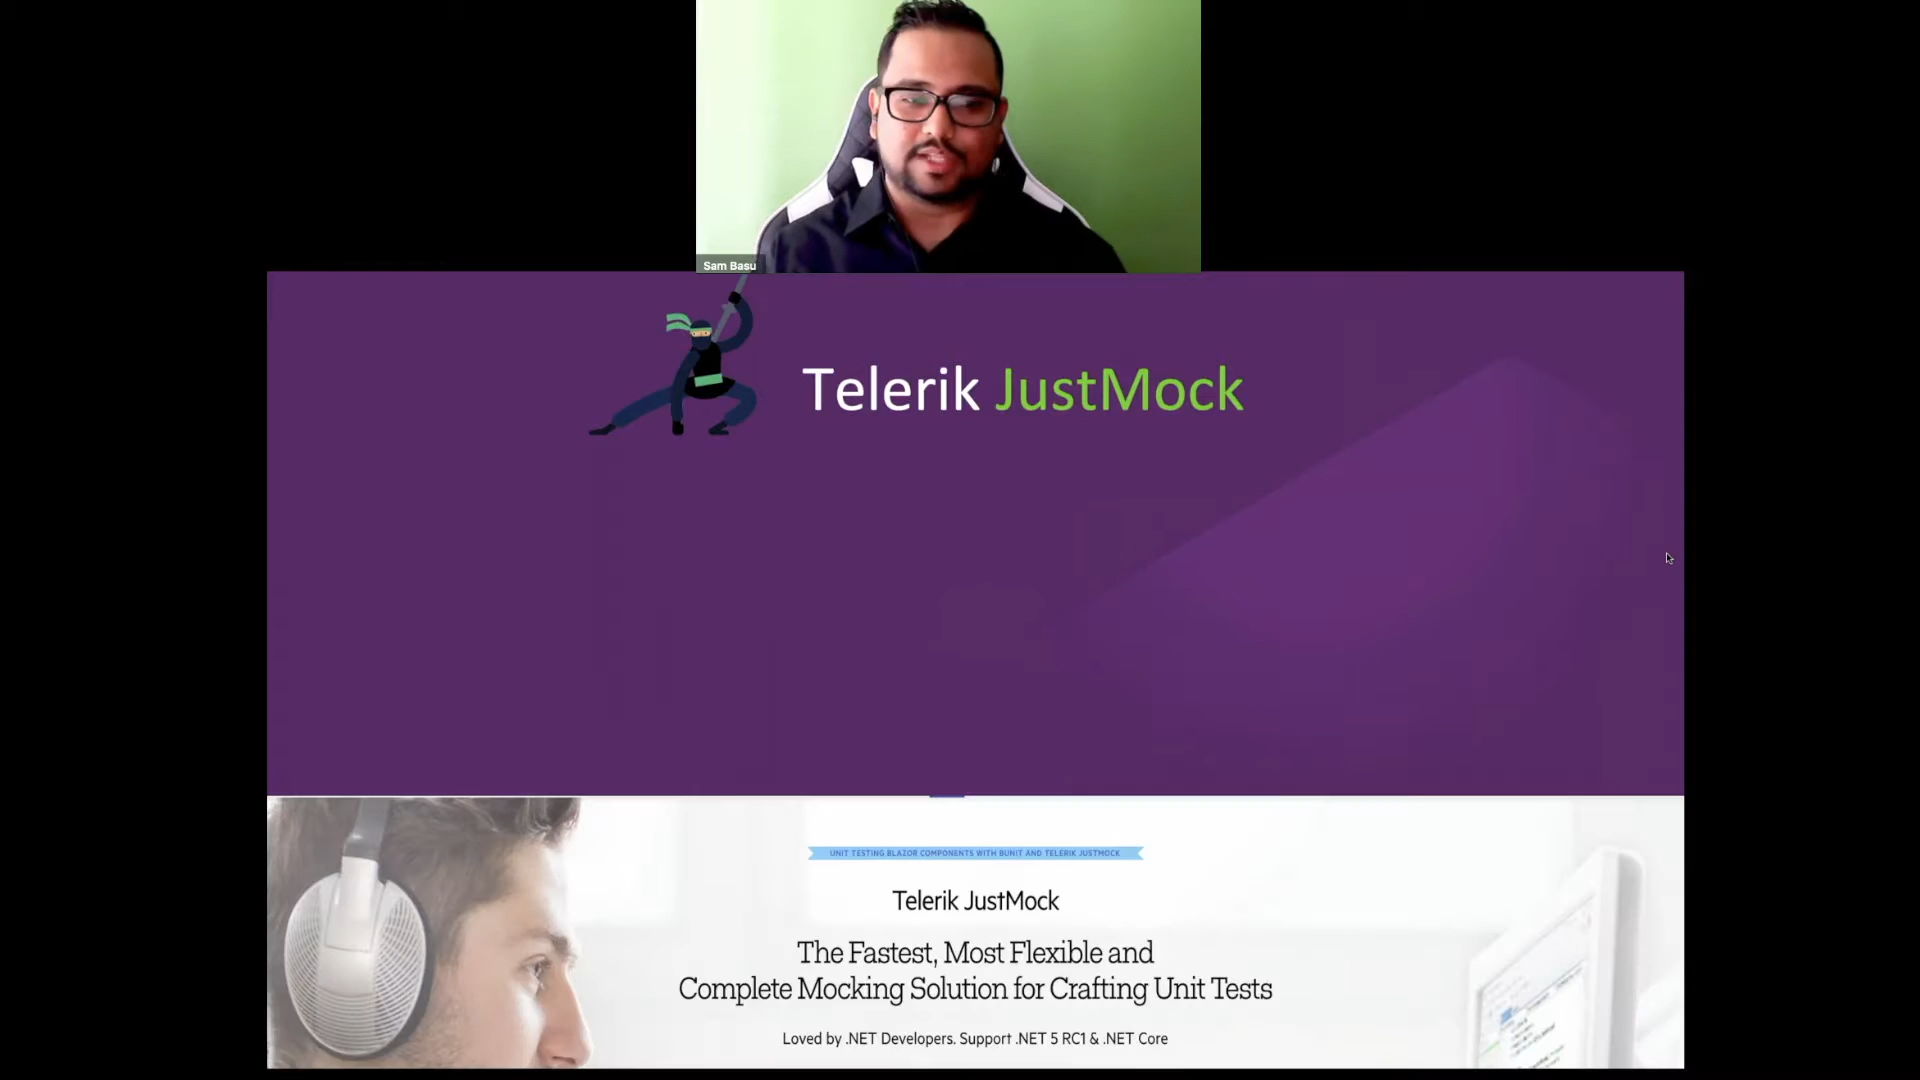 Sam Basu
Telerik JustMock
UNIT TESTING BLAZOR COMPONENTS WITH BUNIT AND TELERIK JUSTMOCK
Telerik JustMock
The Fastest, Most Flexible and
Complete Mocking Solution for Crafting Unit Tests
Loved by .NET Developers. Support .NET 5 RC1 & .NET Core